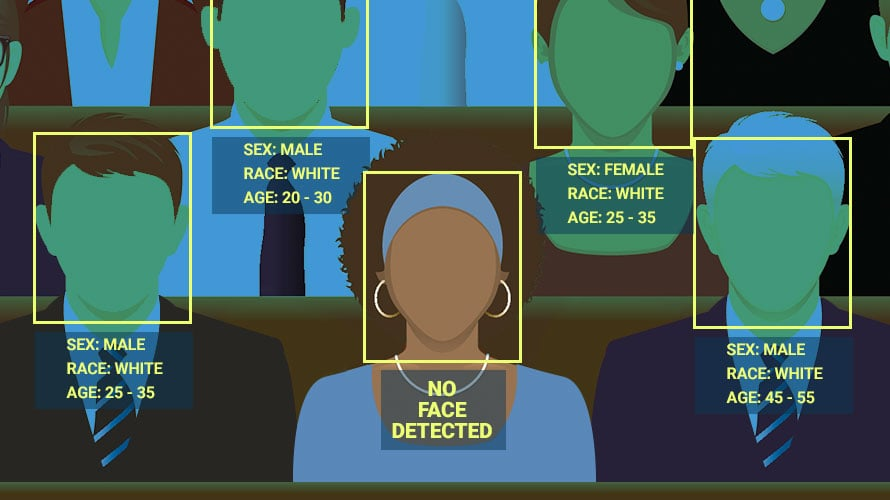 SEX: MALE
RACE: WHITE
AGE: 20 - 30
SEX: FEMALE
RACE: WHITE
AGE: 25 - 35
SEX: MALE
RACE: WHITE
AGE: 25 - 35
SEX: MALE
RACE: WHITE
AGE: 45 - 55
NO
FACE
DETECTED